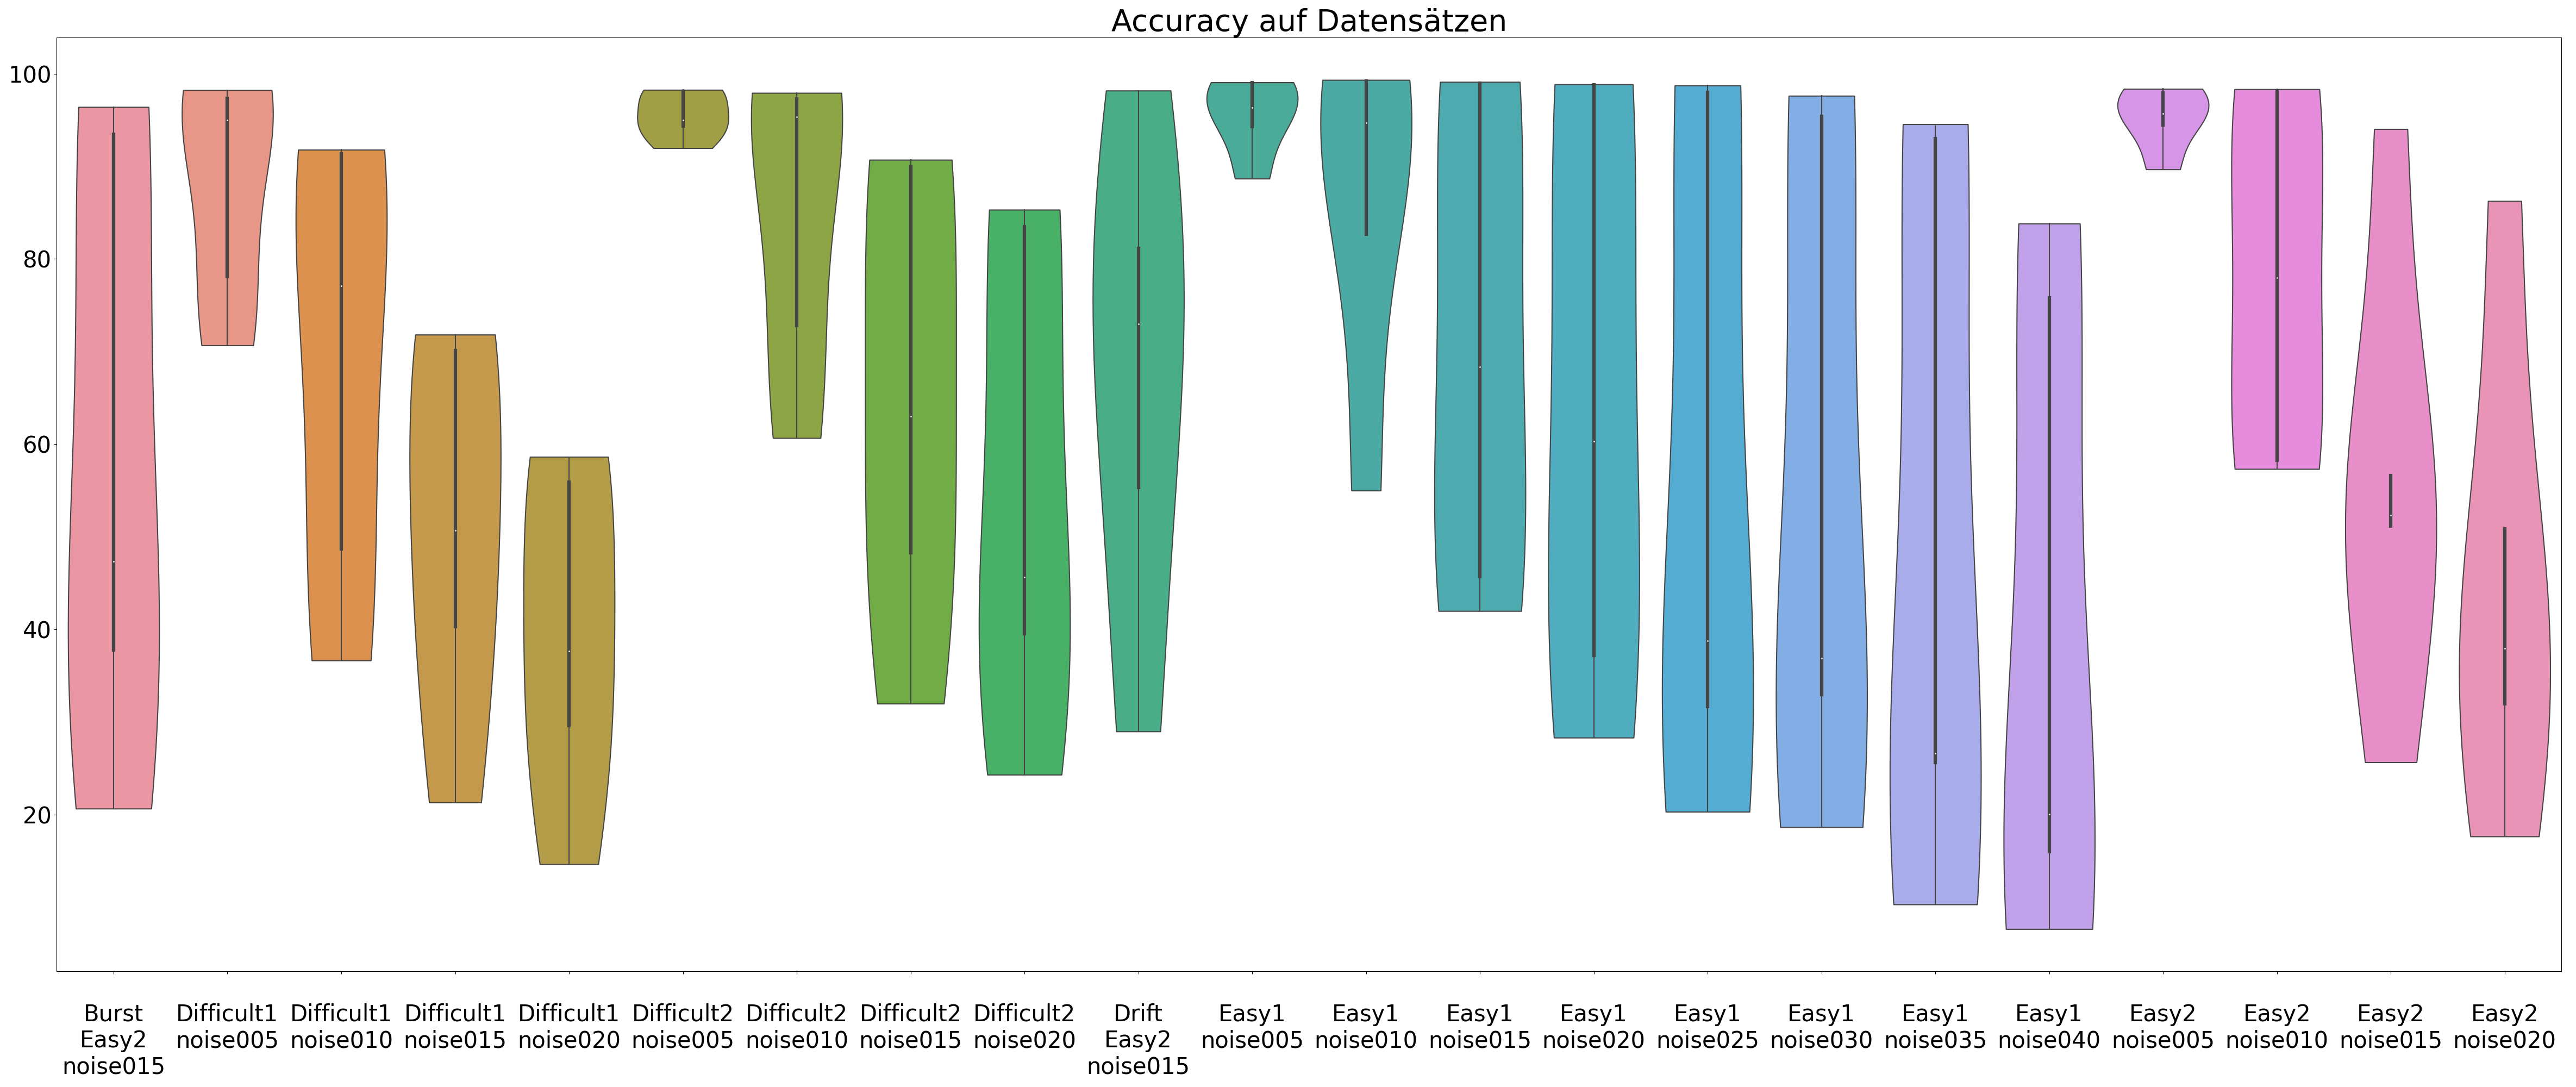 Accuracy auf Datensätzen
100
80
60
40
20
Burst
Easy2
noise015
Difficult1
noise005
Difficult1
noise010
Difficult1
noise015
Difficult1
noise020
Difficult2
noise005
Difficult2
noise010
Difficult2
noise015
Difficult2
noise020
Drift
Easy2
noise015
Easy1
noise005
Easy1
noise010
Easy1
noise015
Easy1
noise020
Easy1
noise025
Easy1
noise030
Easy1
noise035
Easy1
noise040
Easy2
noise005
Easy2
noise010
Easy2
noise015
Easy2
noise020